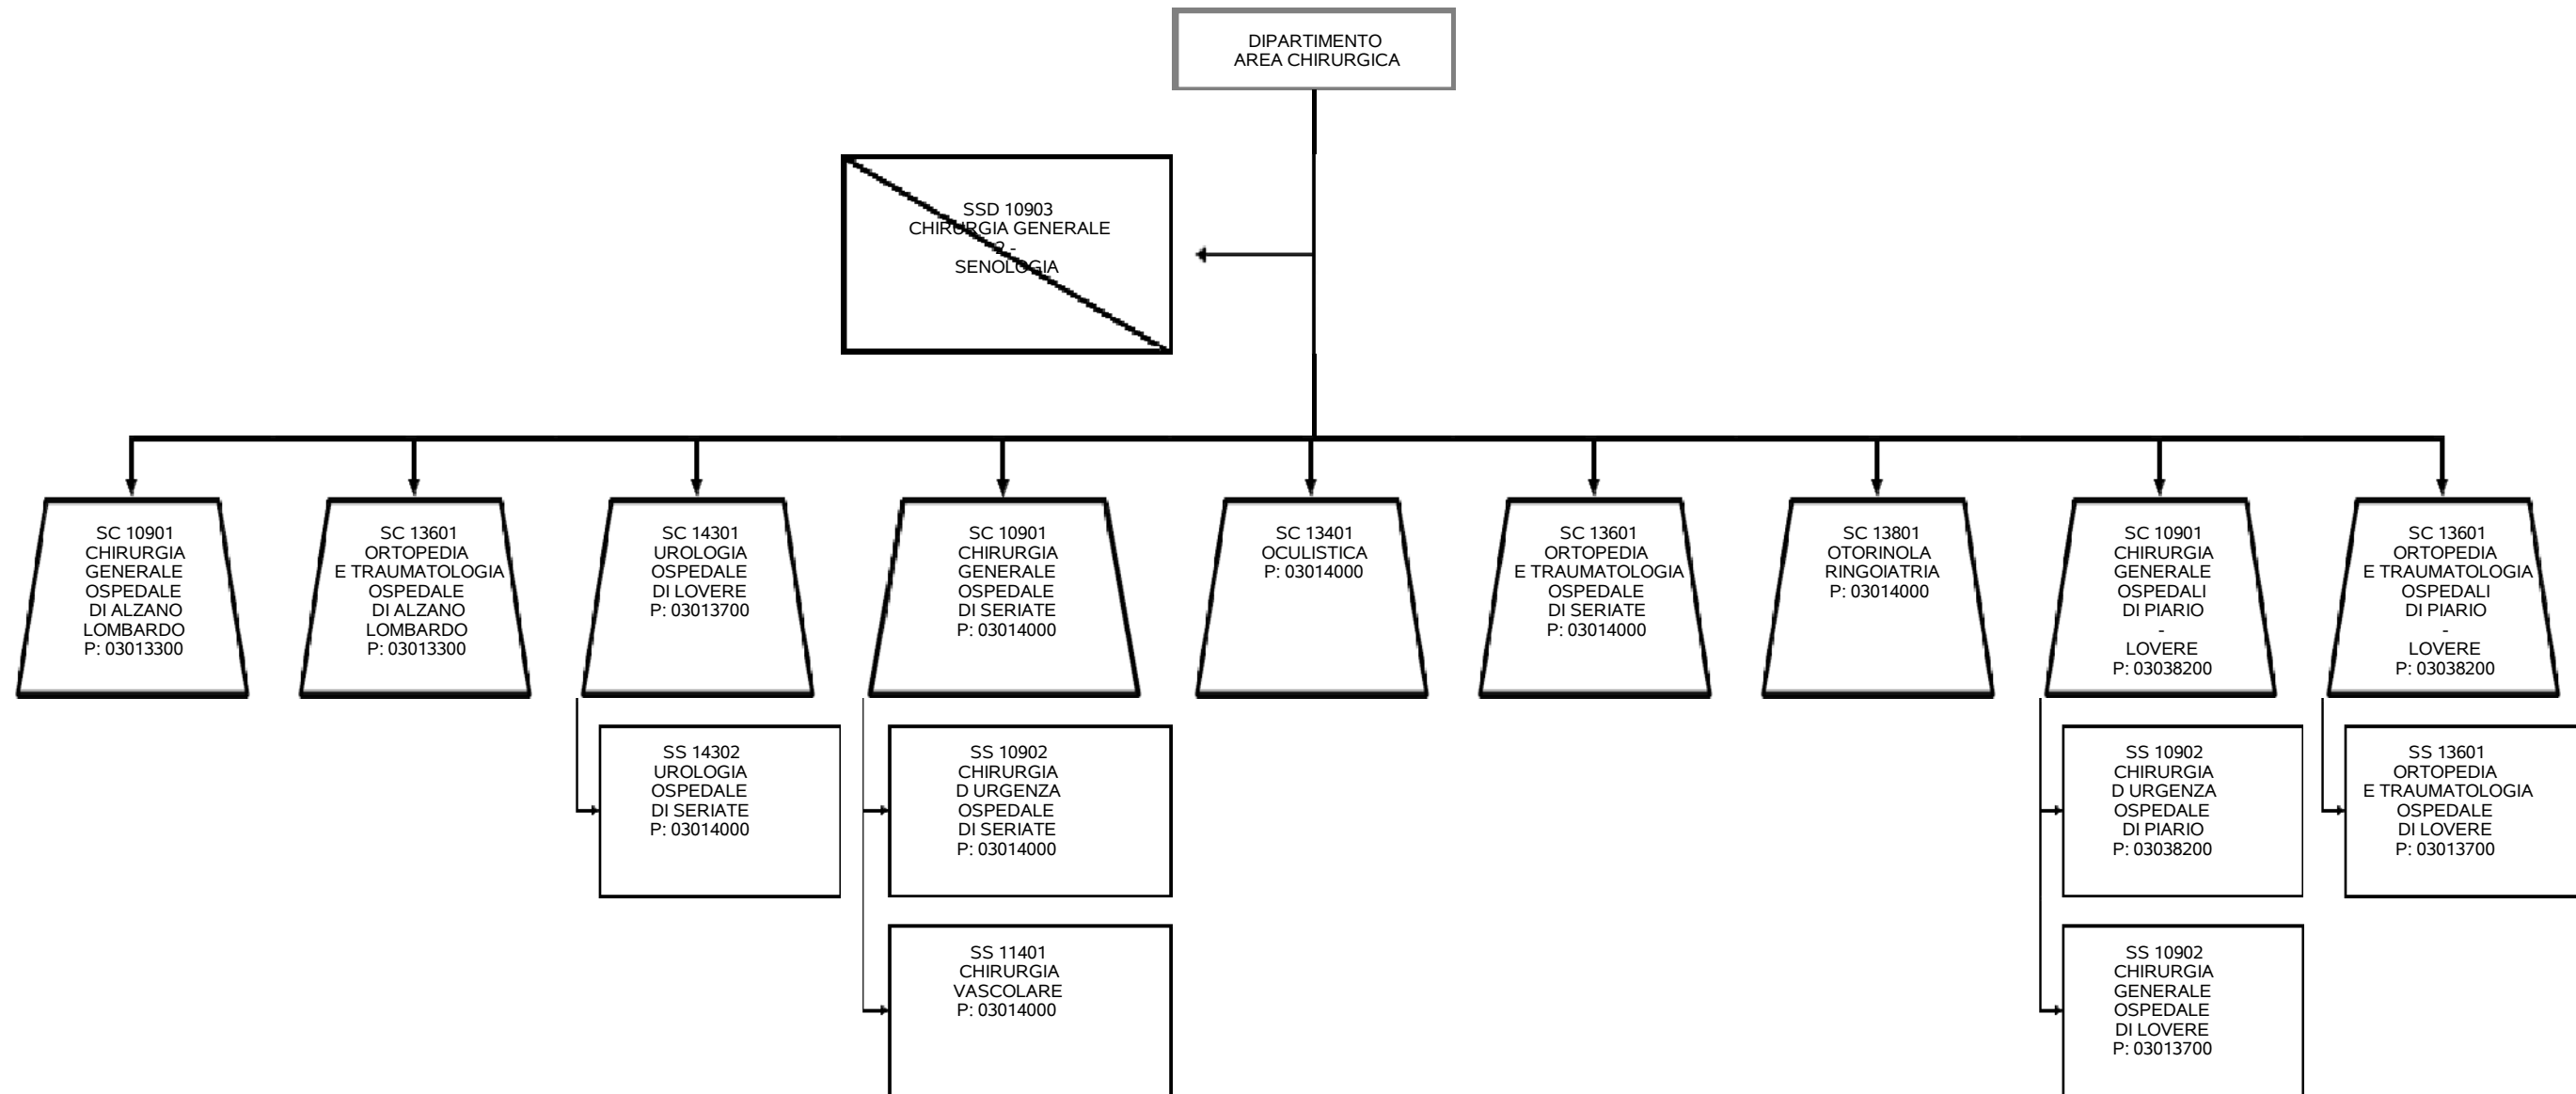 DIPARTIMENTO
AREA CHIRURGICA
SSD 10903
CHIRURGIA GENERALE
2 -
SENOLOGIA
SC 10901
CHIRURGIA
GENERALE
OSPEDALE
DI ALZANO
LOMBARDO
P: 03013300
SC 13601
ORTOPEDIA
E TRAUMATOLOGIA
OSPEDALE
DI ALZANO
LOMBARDO
P: 03013300
SC 14301
UROLOGIA
OSPEDALE
DI LOVERE
P: 03013700
SC 10901
CHIRURGIA
GENERALE
OSPEDALE
DI SERIATE
P: 03014000
SC 13401
OCULISTICA
P: 03014000
SC 13601
ORTOPEDIA
E TRAUMATOLOGIA
OSPEDALE
DI SERIATE
P: 03014000
SC 13801
OTORINOLA
RINGOIATRIA
P: 03014000
SC 10901
CHIRURGIA
GENERALE
OSPEDALI
DI PIARIO
-
LOVERE
P: 03038200
SC 13601
ORTOPEDIA
E TRAUMATOLOGIA
OSPEDALI
DI PIARIO
-
LOVERE
P: 03038200
SS 14302
UROLOGIA
OSPEDALE
DI SERIATE
P: 03014000
SS 10902
CHIRURGIA
D URGENZA
OSPEDALE
DI SERIATE
P: 03014000
SS 10902
CHIRURGIA
D URGENZA
OSPEDALE
DI PIARIO
P: 03038200
SS 13601
ORTOPEDIA
E TRAUMATOLOGIA
OSPEDALE
DI LOVERE
P: 03013700
SS 11401
CHIRURGIA
VASCOLARE
P: 03014000
SS 10902
CHIRURGIA
GENERALE
OSPEDALE
DI LOVERE
P: 03013700